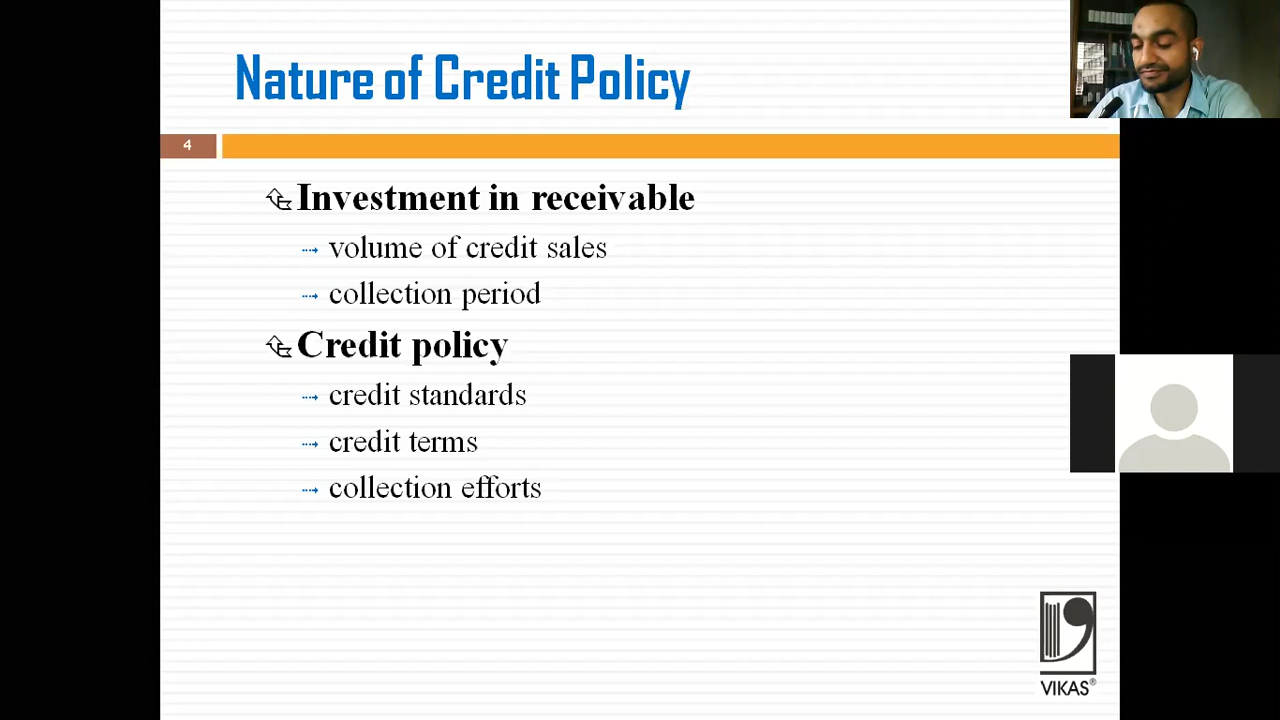 Nature of Credit Policy
4
Investment in receivable
volume of credit sales
collection period
Credit policy
credit standards
credit terms
collection efforts
VIKAS®